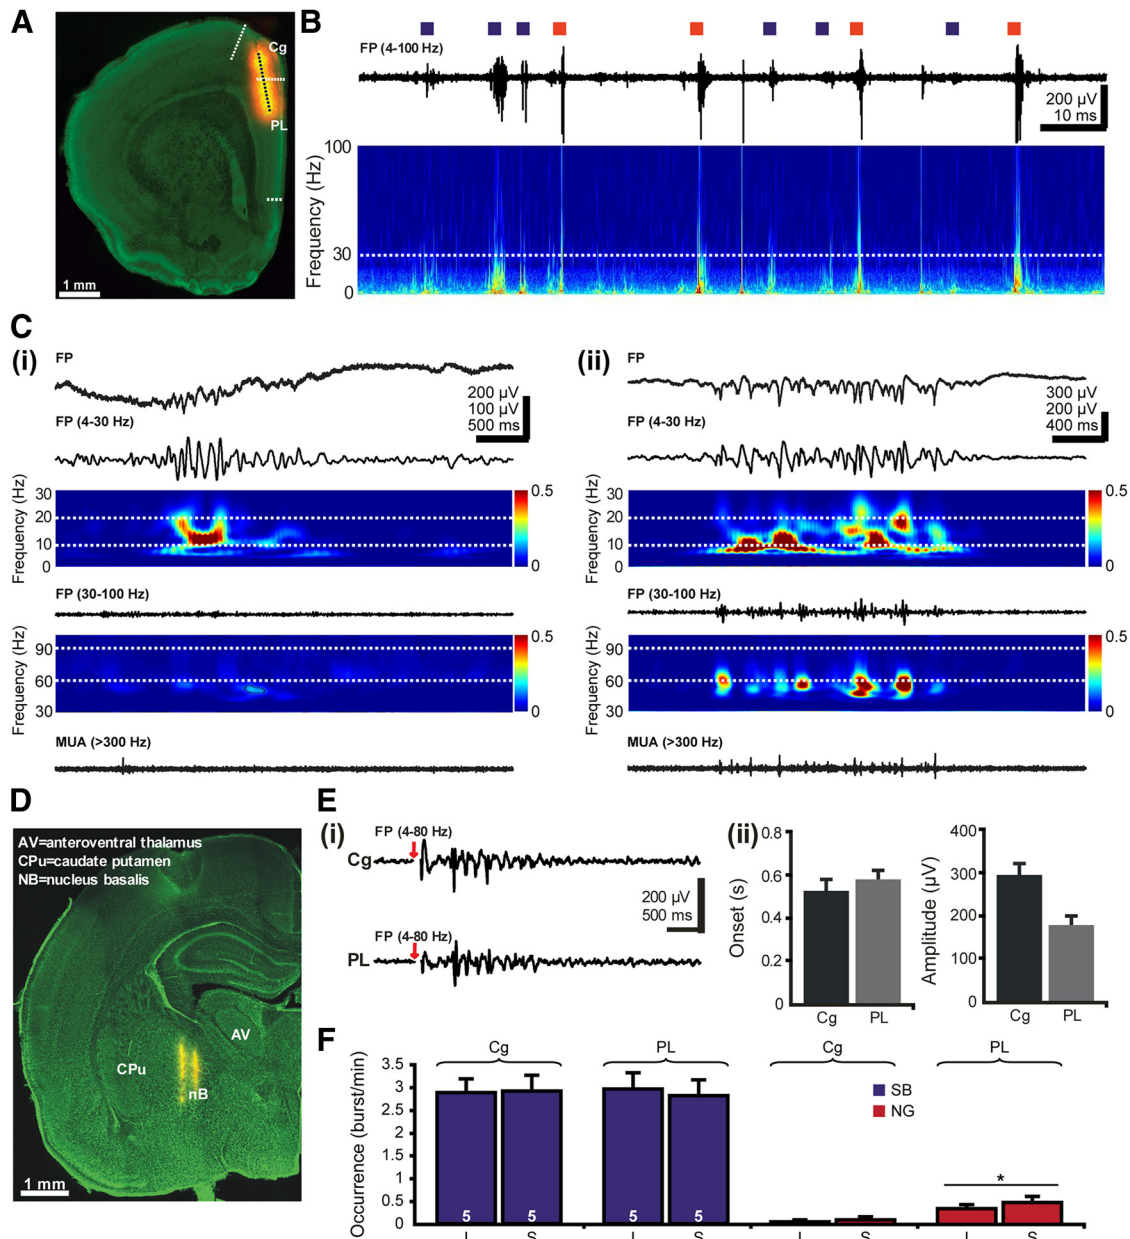 A
Cg
PL
1 mm
B
FP (4-100 Hz)
200 µV
10 ms
Frequency (Hz)
100
30
0
C
(i)
FP
200 µV
100 µV
500 ms
FP (4-30 Hz)
Frequency (Hz)
30
20
10
0
0.5
0
FP (30-100 Hz)
Frequency (Hz)
90
60
30
0.5
0
MUA (>300 Hz)
(ii)
FP
300 µV
200 µV
400 ms
FP (4-30 Hz)
Frequency (Hz)
30
20
10
0
0.5
0
FP (30-100 Hz)
Frequency (Hz)
90
60
30
0.5
0
MUA (>300 Hz)
D
AV=anteroventral thalamus
CPu=caudate putamen
NB=nucleus basalis
AV
CPu
nB
1 mm
E
(i)
FP (4-80 Hz)
Cg
200 µV
500 ms
FP (4-80 Hz)
PL
(ii)
Onset (s)
0.8
0.6
0.4
0.2
0
Cg PL
Amplitude (µV)
400
300
200
100
0
Cg PL
F
Occurrence (burst/min)
3.5
3
2.5
2
1.5
1
0.5
0
Cg PL Cg PL
SB
NG
*
5 5 5 5
S S S S